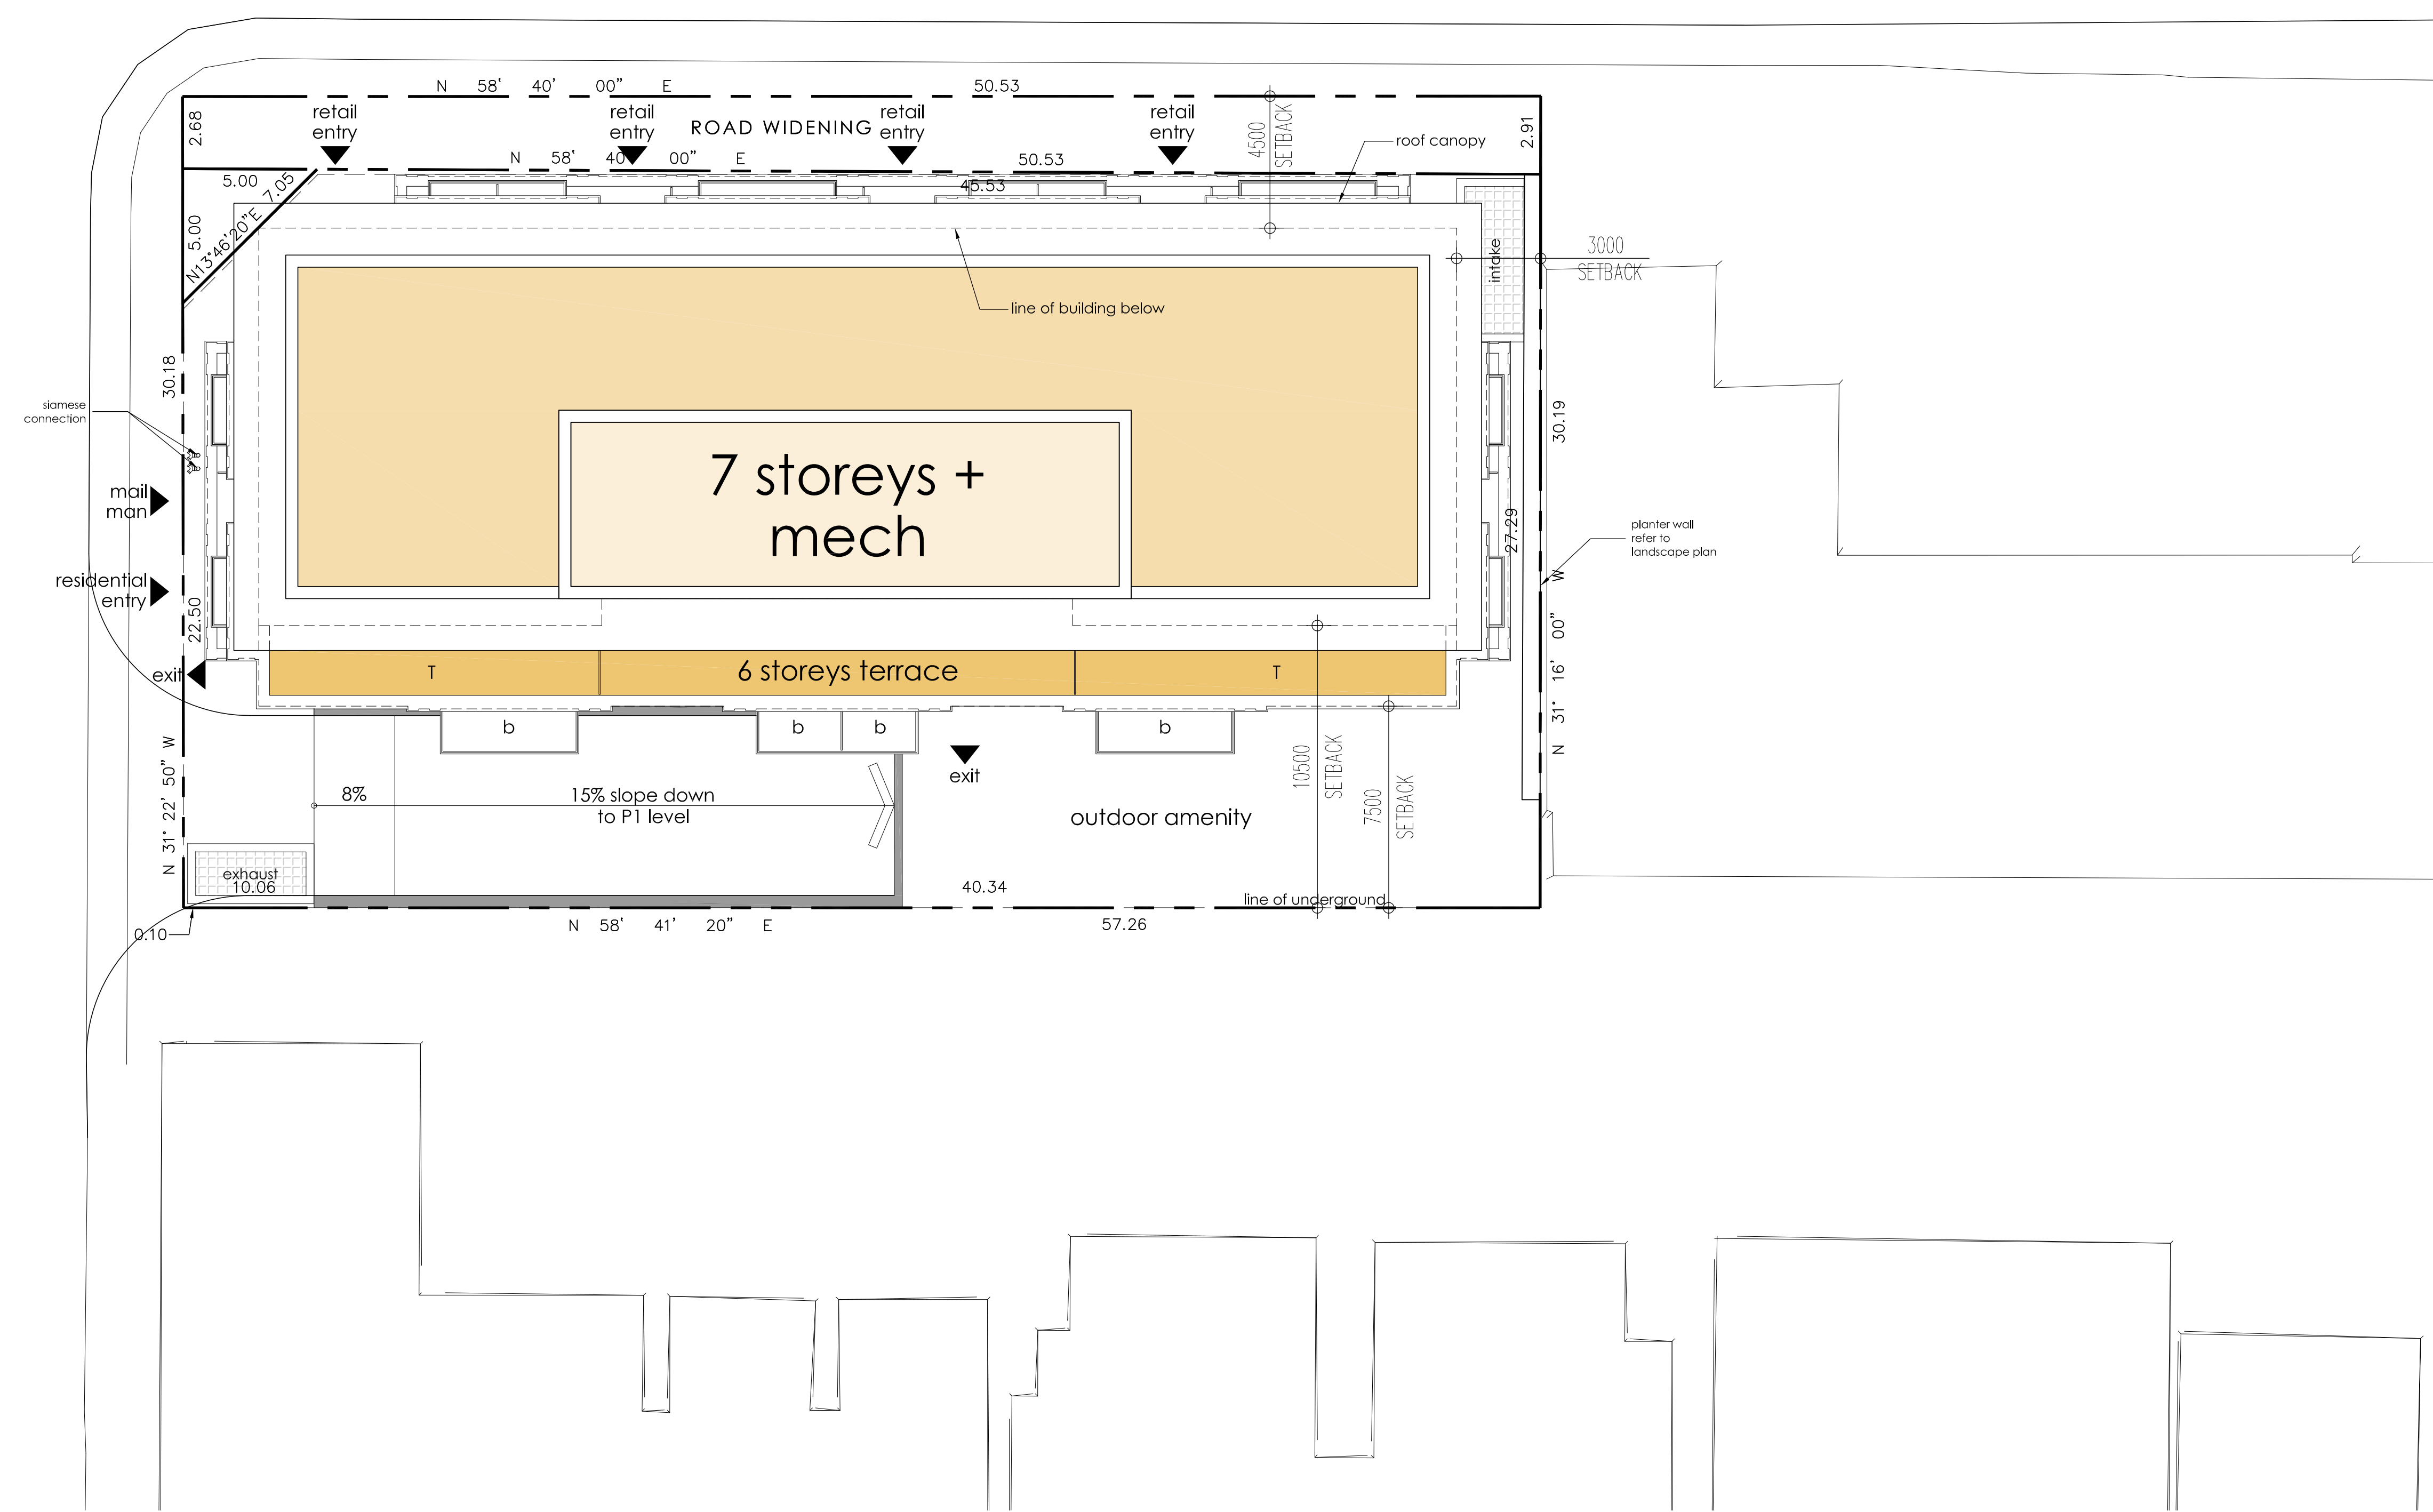 N 58‘ 40’ 00” E 50.53
retail
entry
retail
entry
retail
entry
retail
entry
ROAD WIDENING
2.68
2.91
4500
SETBACK
roof canopy
N 58‘ 40’ 00” E 50.53
5.00
7.05
45.53
5.00
N13°46’20”E
intake
3000
SETBACK
line of building below
30.18
siamese
connection
30.19
7 storeys +
mech
mail
man
27.29
planter wall
refer to
landscape plan
residential
entry
22.50
exit
T
6 storeys terrace
T
N 31° 16’ 00” W
b
b
b
b
exit
N 31° 22’ 50” W
8%
15% slope down
to P1 level
10500
SETBACK
7500
SETBACK
outdoor amenity
exhaust
10.06
40.34
line of underground
0.10
N 58‘ 41’ 20” E
57.26